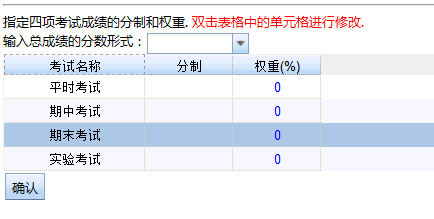 指定四项考试成绩的分制和权重. 双击表格中的单元格进行修改.
输入总成绩的分数形式：
考试名称 分制 权重(%)
平时考试 0
期中考试 0
期末考试 0
实验考试 0
确认